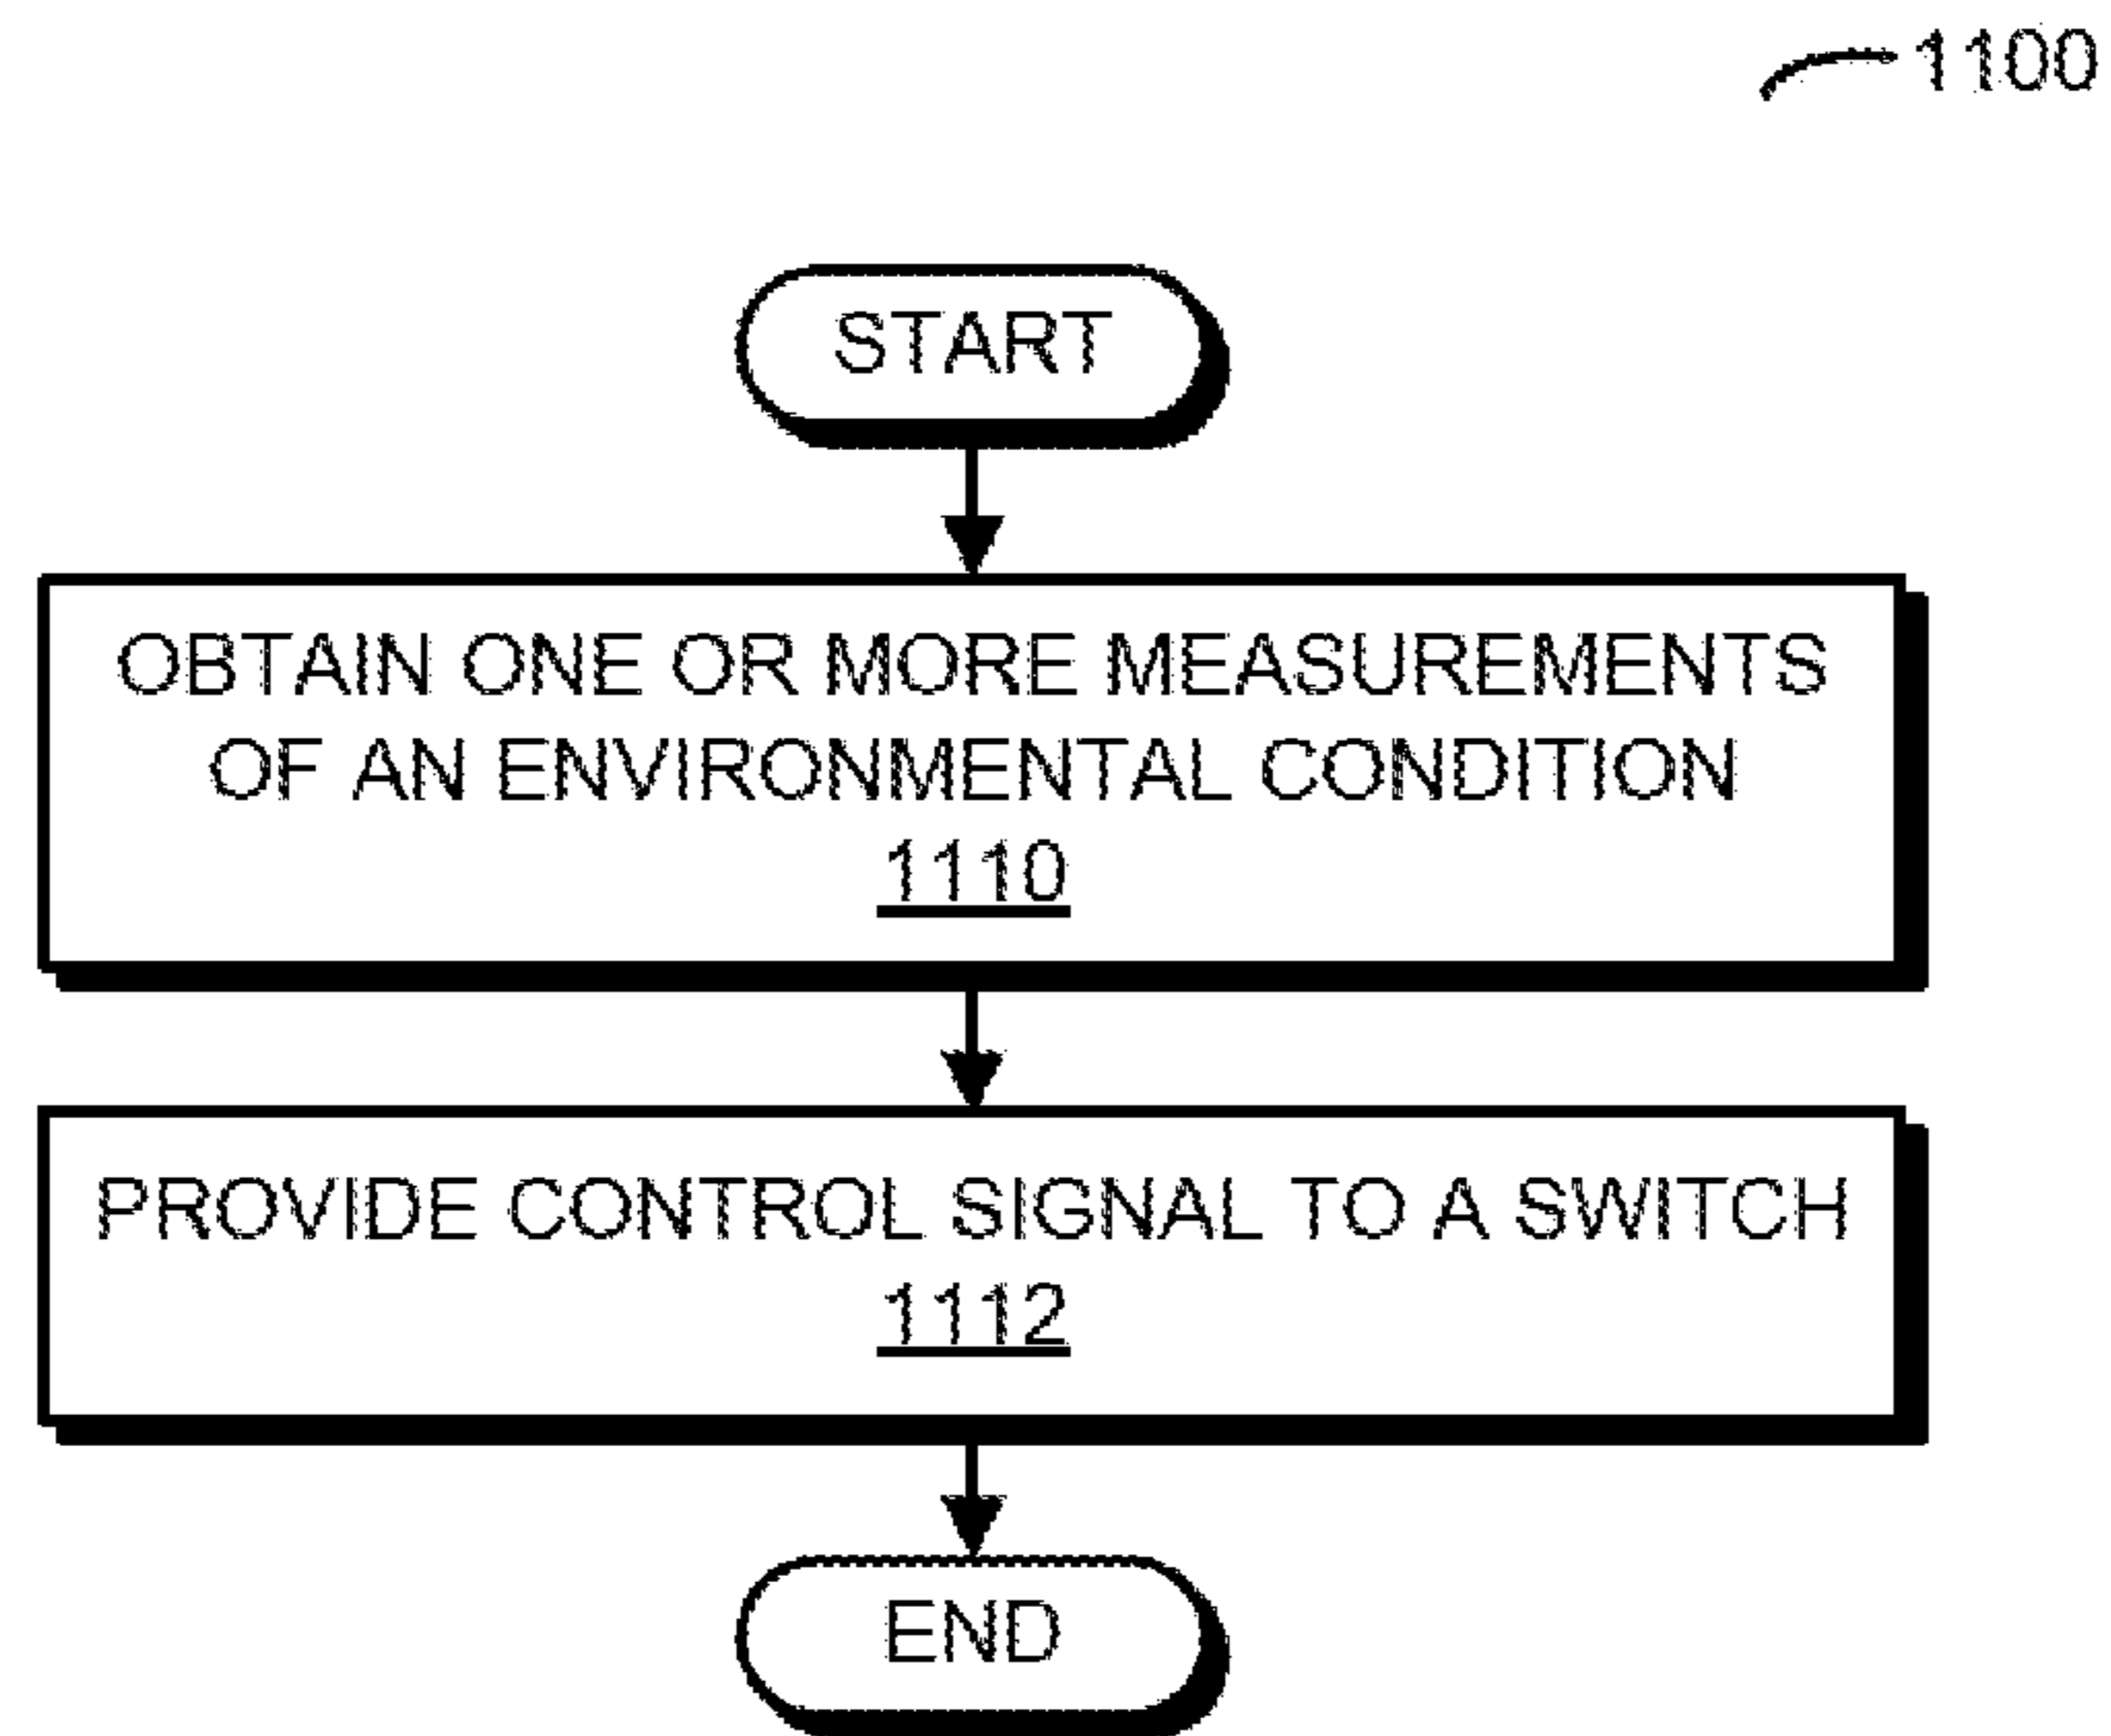 1100
START
OBTAIN ONE OR MORE MEASUREMENTS
OF AN ENVIRONMENTAL CONDITION
1110
PROVIDE CONTROL SIGNAL TO A SWITCH
1112
END